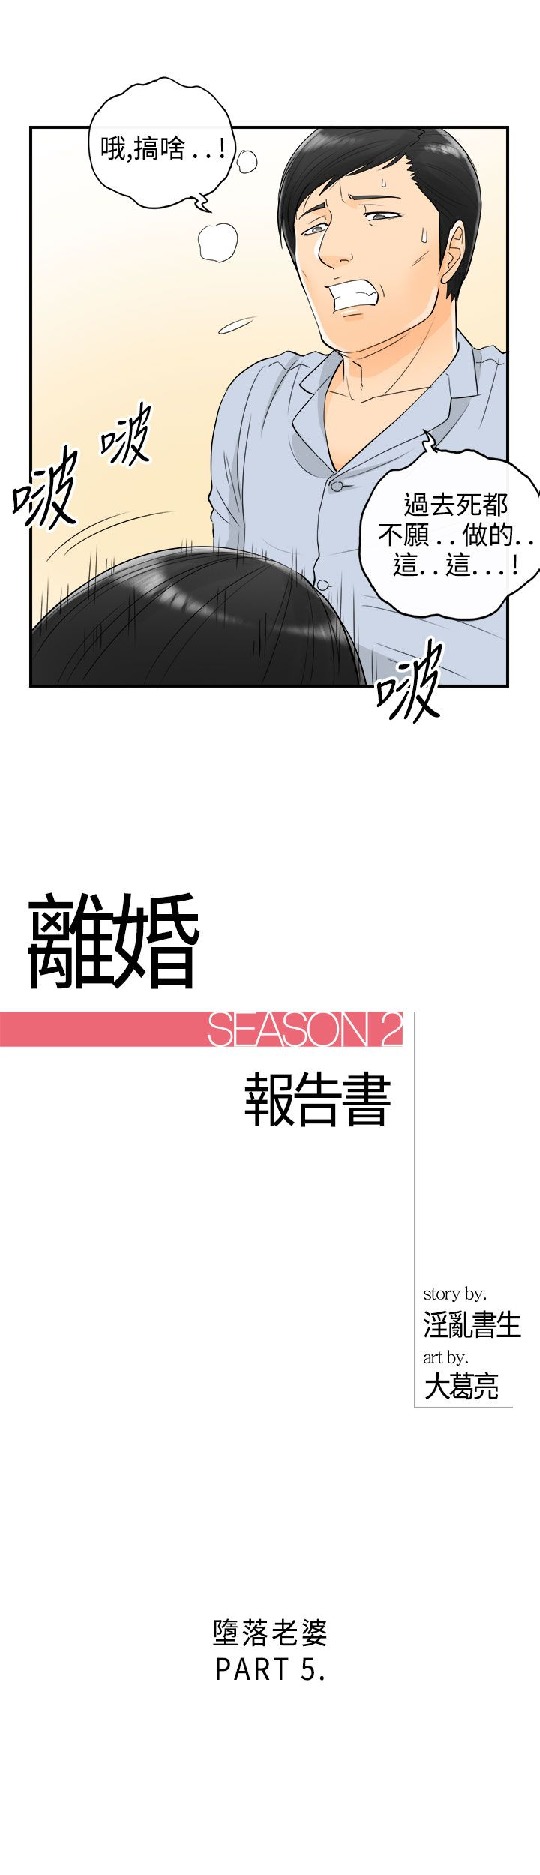 哦,搞啥..!
啵
啵
過去死都
不願..做的..
這..這...!
啵
離婚
SEASON 2
報告書
story by.
淫亂書生
art by.
大葛亮
墮落老婆
PART 5.